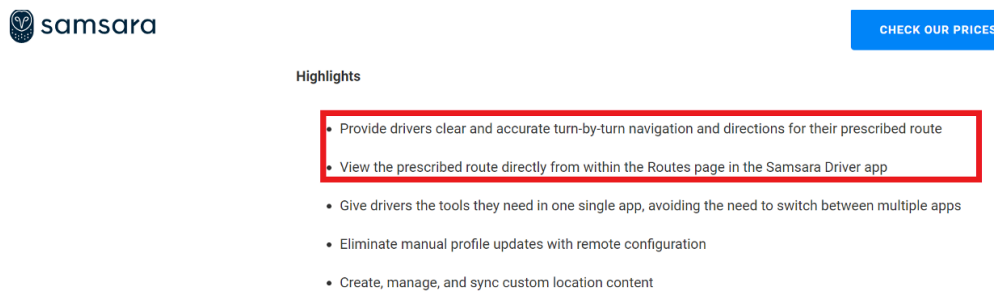 samsara
CHECK OUR PRICES
Highlights
Provide drivers clear and accurate turn-by-turn navigation and directions for their prescribed route
View the prescribed route directly from within the Routes page in the Samsara Driver app
Give drivers the tools they need in one single app, avoiding the need to switch between multiple apps
Eliminate manual profile updates with remote configuration
Create, manage, and sync custom location content